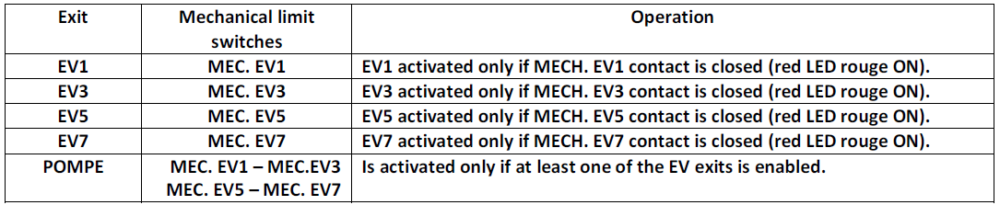 Exit Mechanical limit switches Operation
EV1 MEC. EV1 EV1 activated only if MECH. EV1 contact is closed (red LED rouge ON).
EV3 MEC. EV3 EV3 activated only if MECH. EV3 contact is closed (red LED rouge ON).
EV5 MEC. EV5 EV5 activated only if MECH. EV5 contact is closed (red LED rouge ON).
EV7 MEC. EV7 EV7 activated only if MECH. EV7 contact is closed (red LED rouge ON).
POMPE MEC. EV1 – MEC.EV3 Is activated only if at least one of the EV exits is enabled.
MEC. EV5 – MEC. EV7